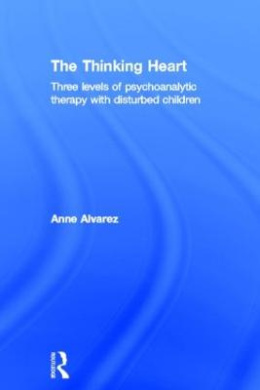 The Thinking Heart
Three levels of psychoanalytic
therapy with disturbed children
Anne Alvarez
ROUTLEDGE